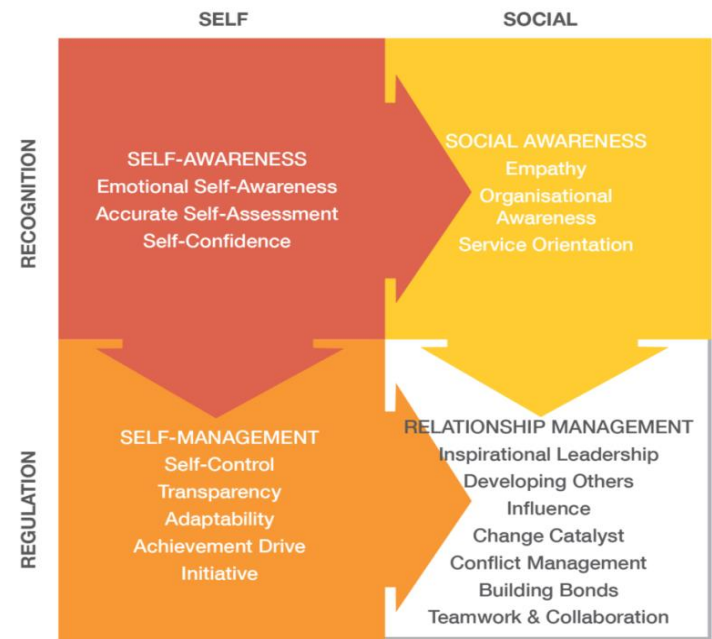 SELF
SOCIAL
RECOGNITION
SELF-AWARENESS
Emotional Self-Awareness
Accurate Self-Assessment
Self-Confidence
SOCIAL AWARENESS
Empathy
Organisational
Awareness
Service Orientation
REGULATION
SELF-MANAGEMENT
Self-Control
Transparency
Adaptability
Achievement Drive
Initiative
RELATIONSHIP MANAGEMENT
Inspirational Leadership
Developing Others
Influence
Change Catalyst
Conflict Management
Building Bonds
Teamwork & Collaboration